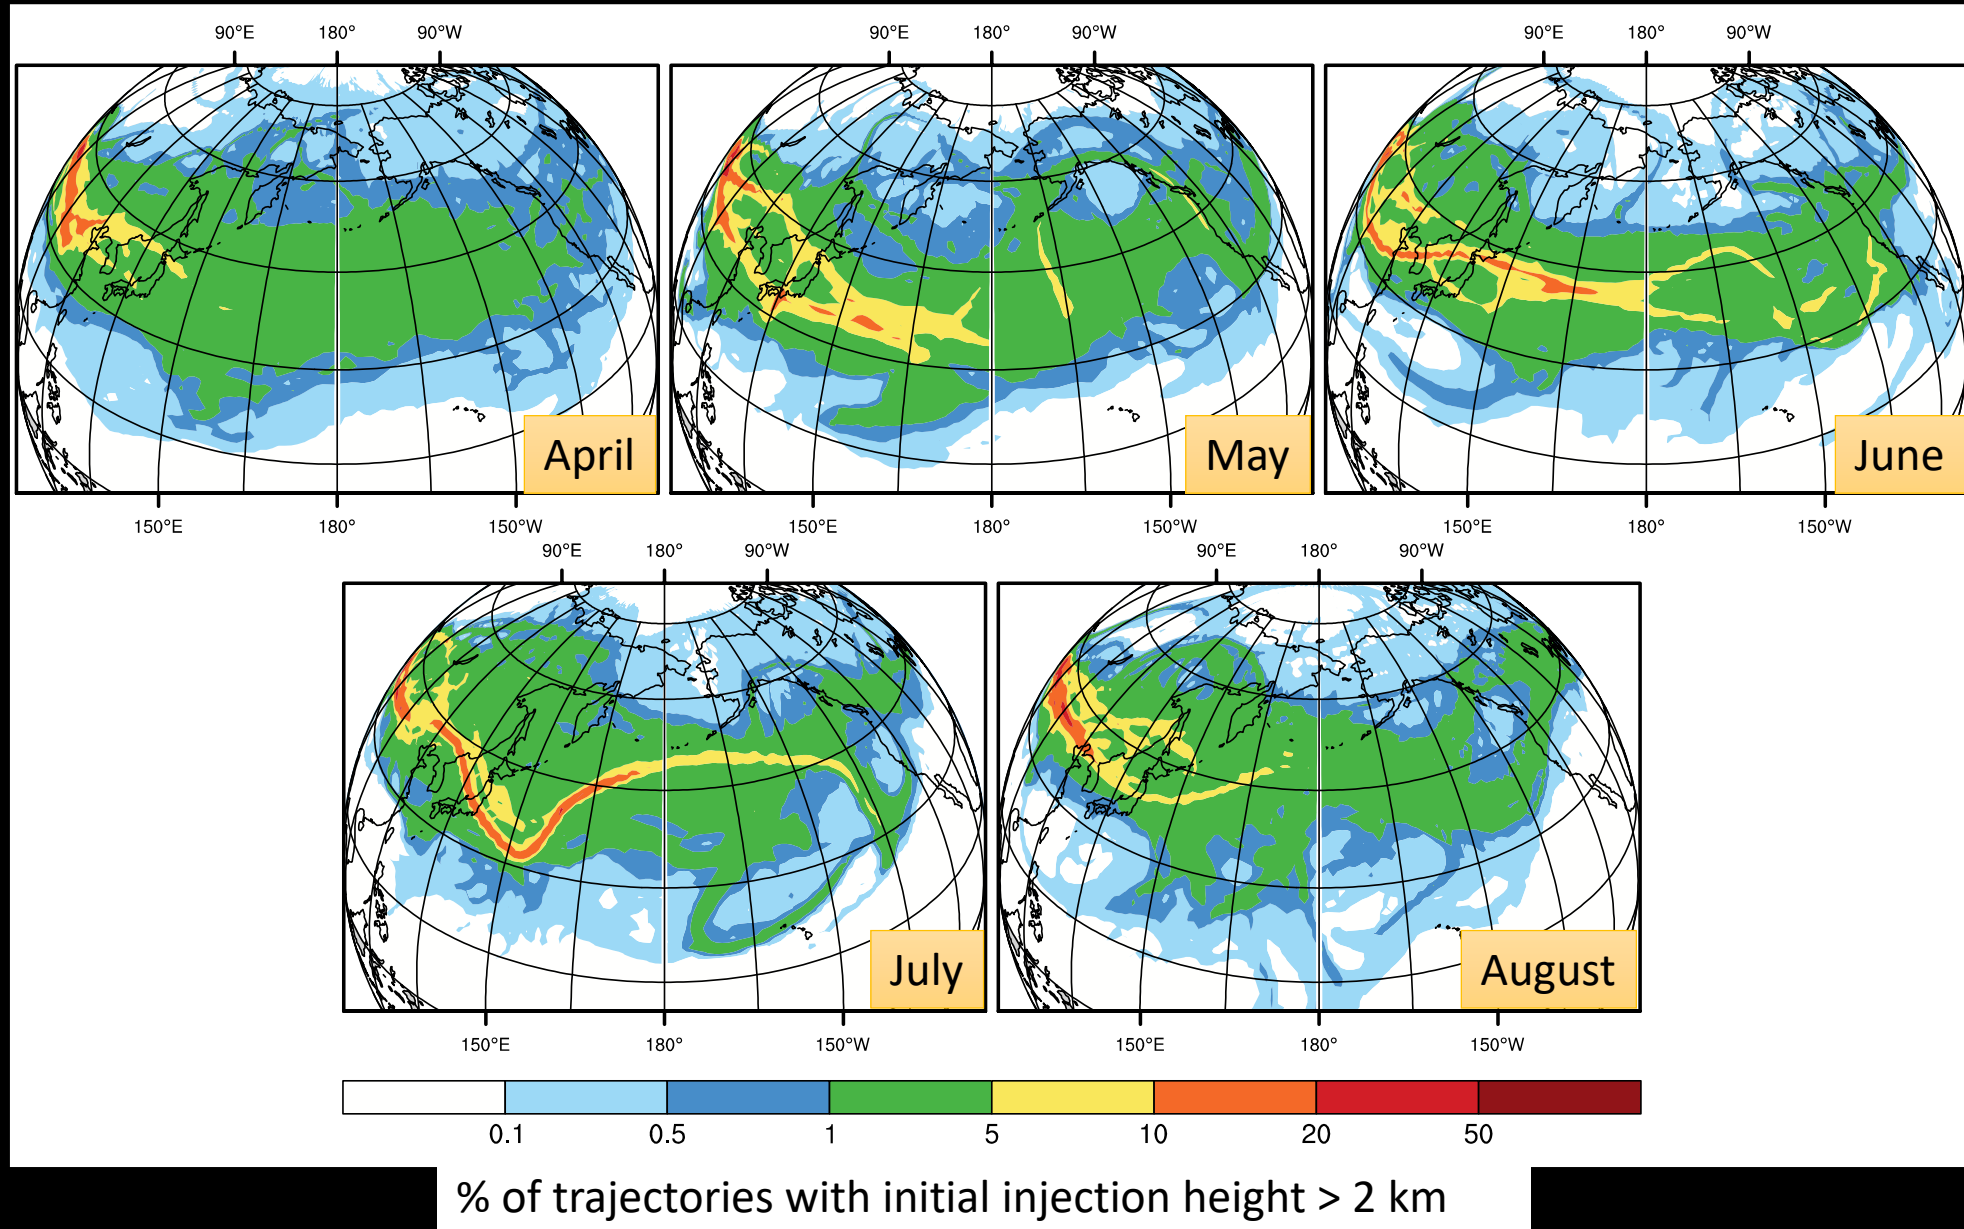 90°E 180° 90°W 90°E 180° 90°W 90°E 180° 90°W
April May June
150°E 180° 150°W 150°E 180° 150°W 150°E 180° 150°W
90°E 180° 90°W 90°E 180° 90°W
July August
150°E 180° 150°W 150°E 180° 150°W
0.1 0.5 1 5 10 20 50
% of trajectories with initial injection height > 2 km